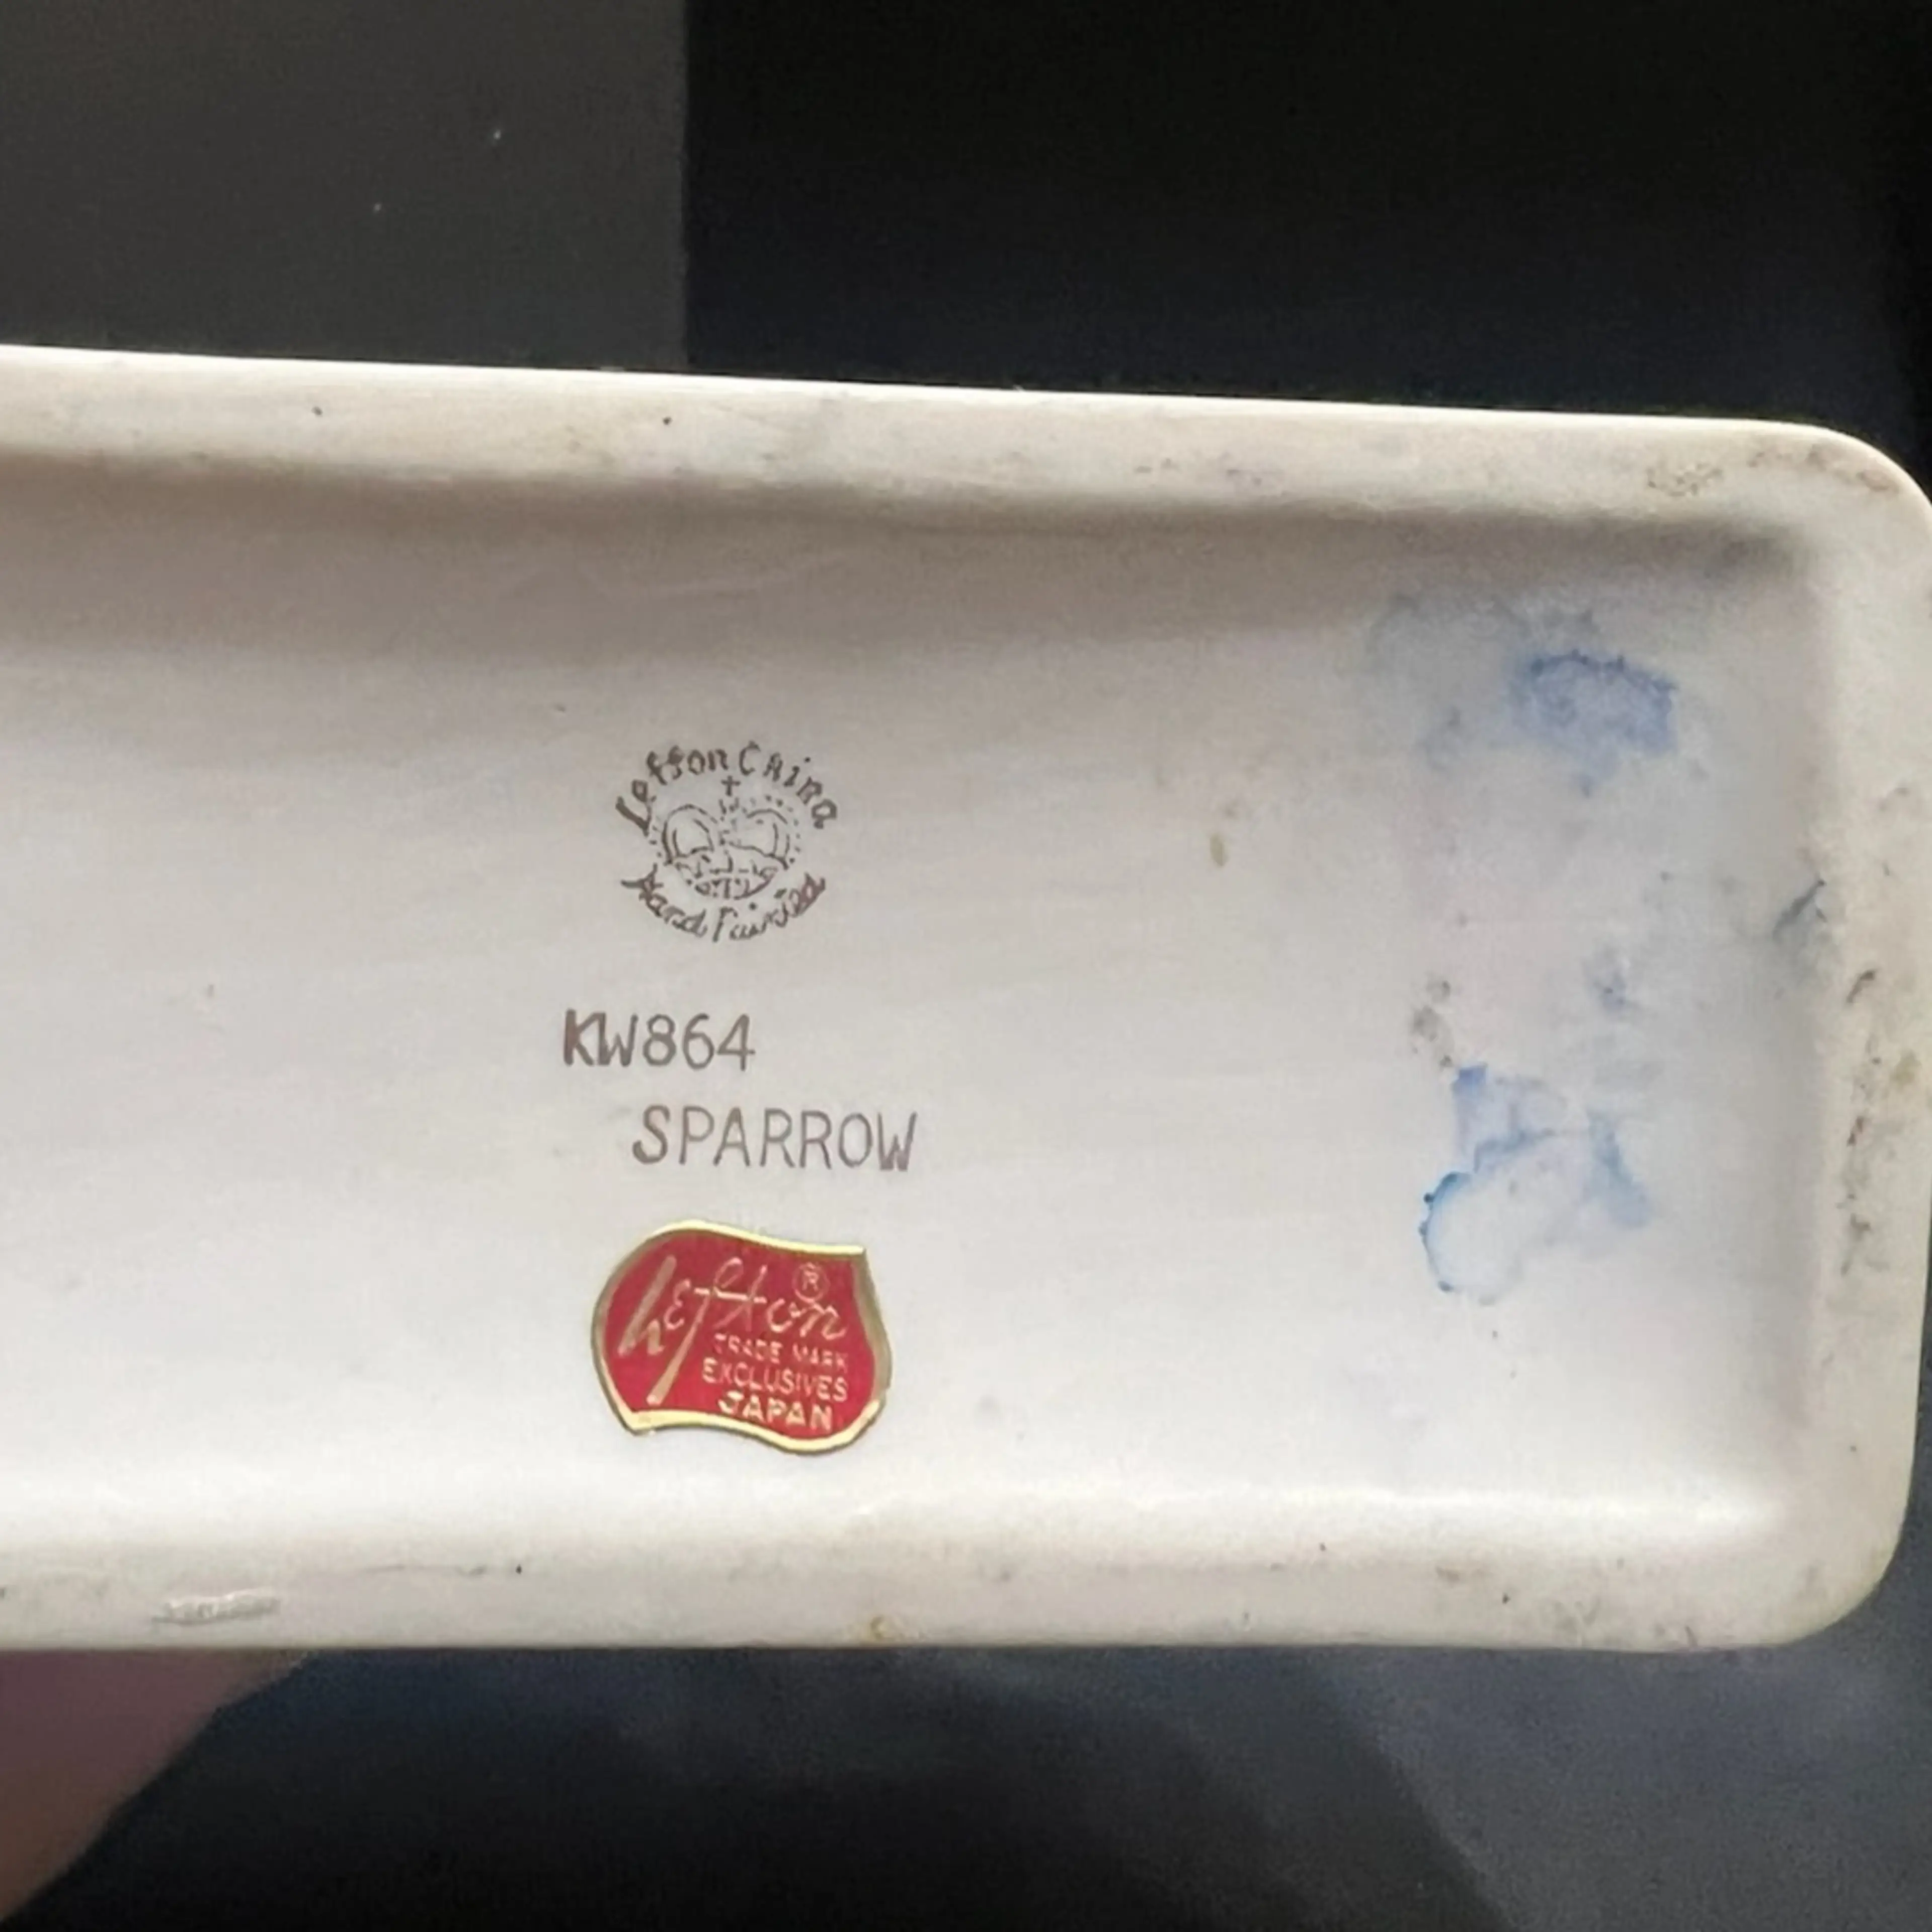 Lefton China
Hand Painted
KW864
SPARROW
Lefton ®
TRADE MARK
EXCLUSIVES
JAPAN